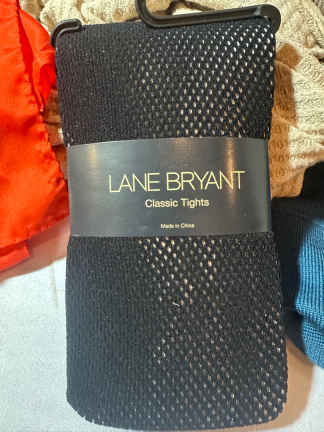 LANE BRYANT
Classic Tights
Made in China